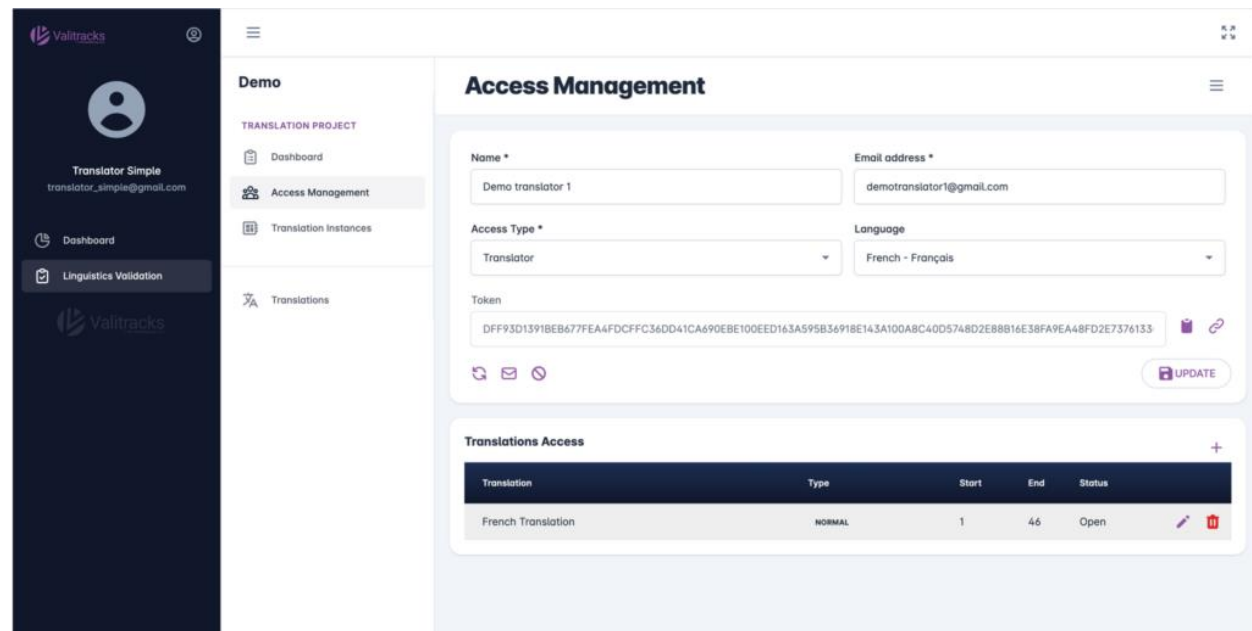 Valitracks
Translator Simple
translator_simple@gmail.com
Dashboard
Linguistics Validation
Valitracks
Demo
TRANSLATION PROJECT
Dashboard
Access Management
Translation Instances
Translations
Access Management
Name *
Email address *
Demo translator 1
demotranslator1@gmail.com
Access Type *
Language
Translator
French - Français
Token
DFF93D1391BEB677FEA4FDCFFC36DD41CA690EBE100EED163A595B36918E143A100A8C40D5748D2E88B16E38FA9EA48FD2E7376133
UPDATE
Translations Access
Translation Type Start End Status
French Translation NORMAL 1 46 Open